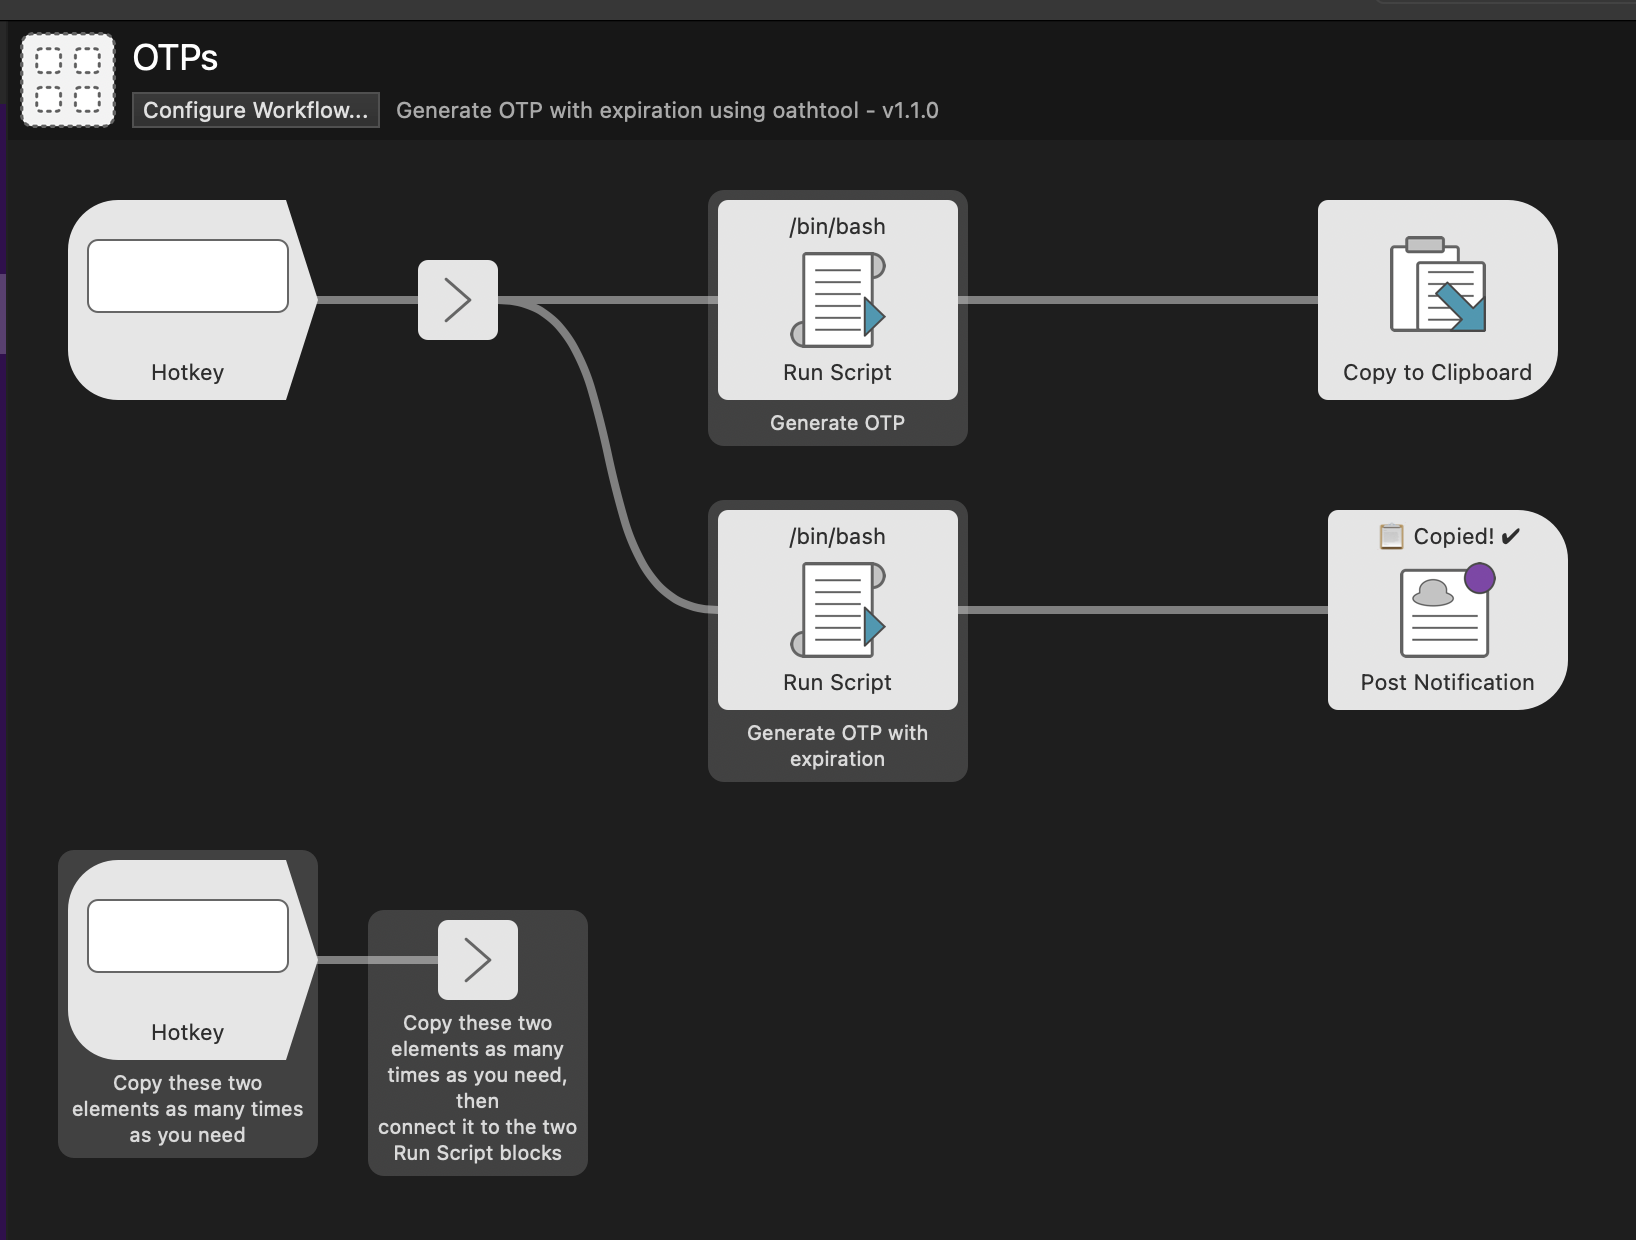 OTPs
Configure Workflow...
Generate OTP with expiration using oathtool - v1.1.0
/bin/bash
Run Script
Generate OTP
Hotkey
Copy to Clipboard
/bin/bash
Run Script
Generate OTP with
expiration
📋 Copied! ✔
Post Notification
Hotkey
Copy these two
elements as many times
as you need
Copy these two
elements as many
times as you need,
then
connect it to the two
Run Script blocks